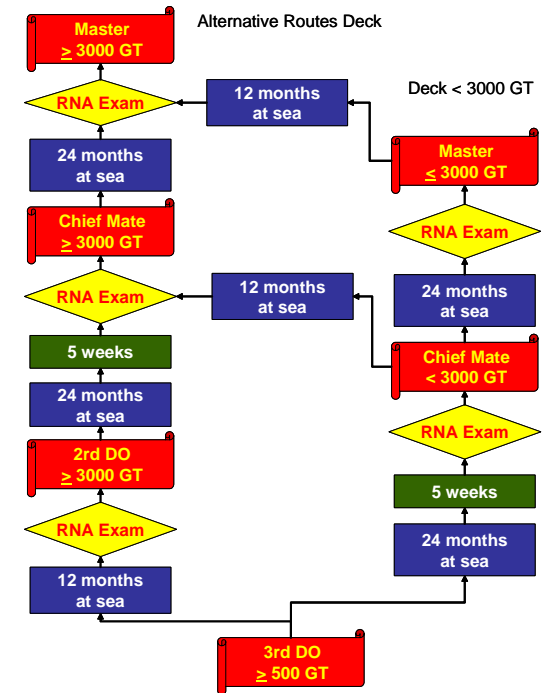 Alternative Routes Deck
Master
≥ 3000 GT
RNA Exam
12 months
at sea
24 months
at sea
Chief Mate
≥ 3000 GT
RNA Exam
12 months
at sea
5 weeks
24 months
at sea
2rd DO
≥ 3000 GT
RNA Exam
12 months
at sea
Deck < 3000 GT
Master
≤ 3000 GT
RNA Exam
24 months
at sea
Chief Mate
< 3000 GT
RNA Exam
5 weeks
24 months
at sea
3rd DO
≥ 500 GT